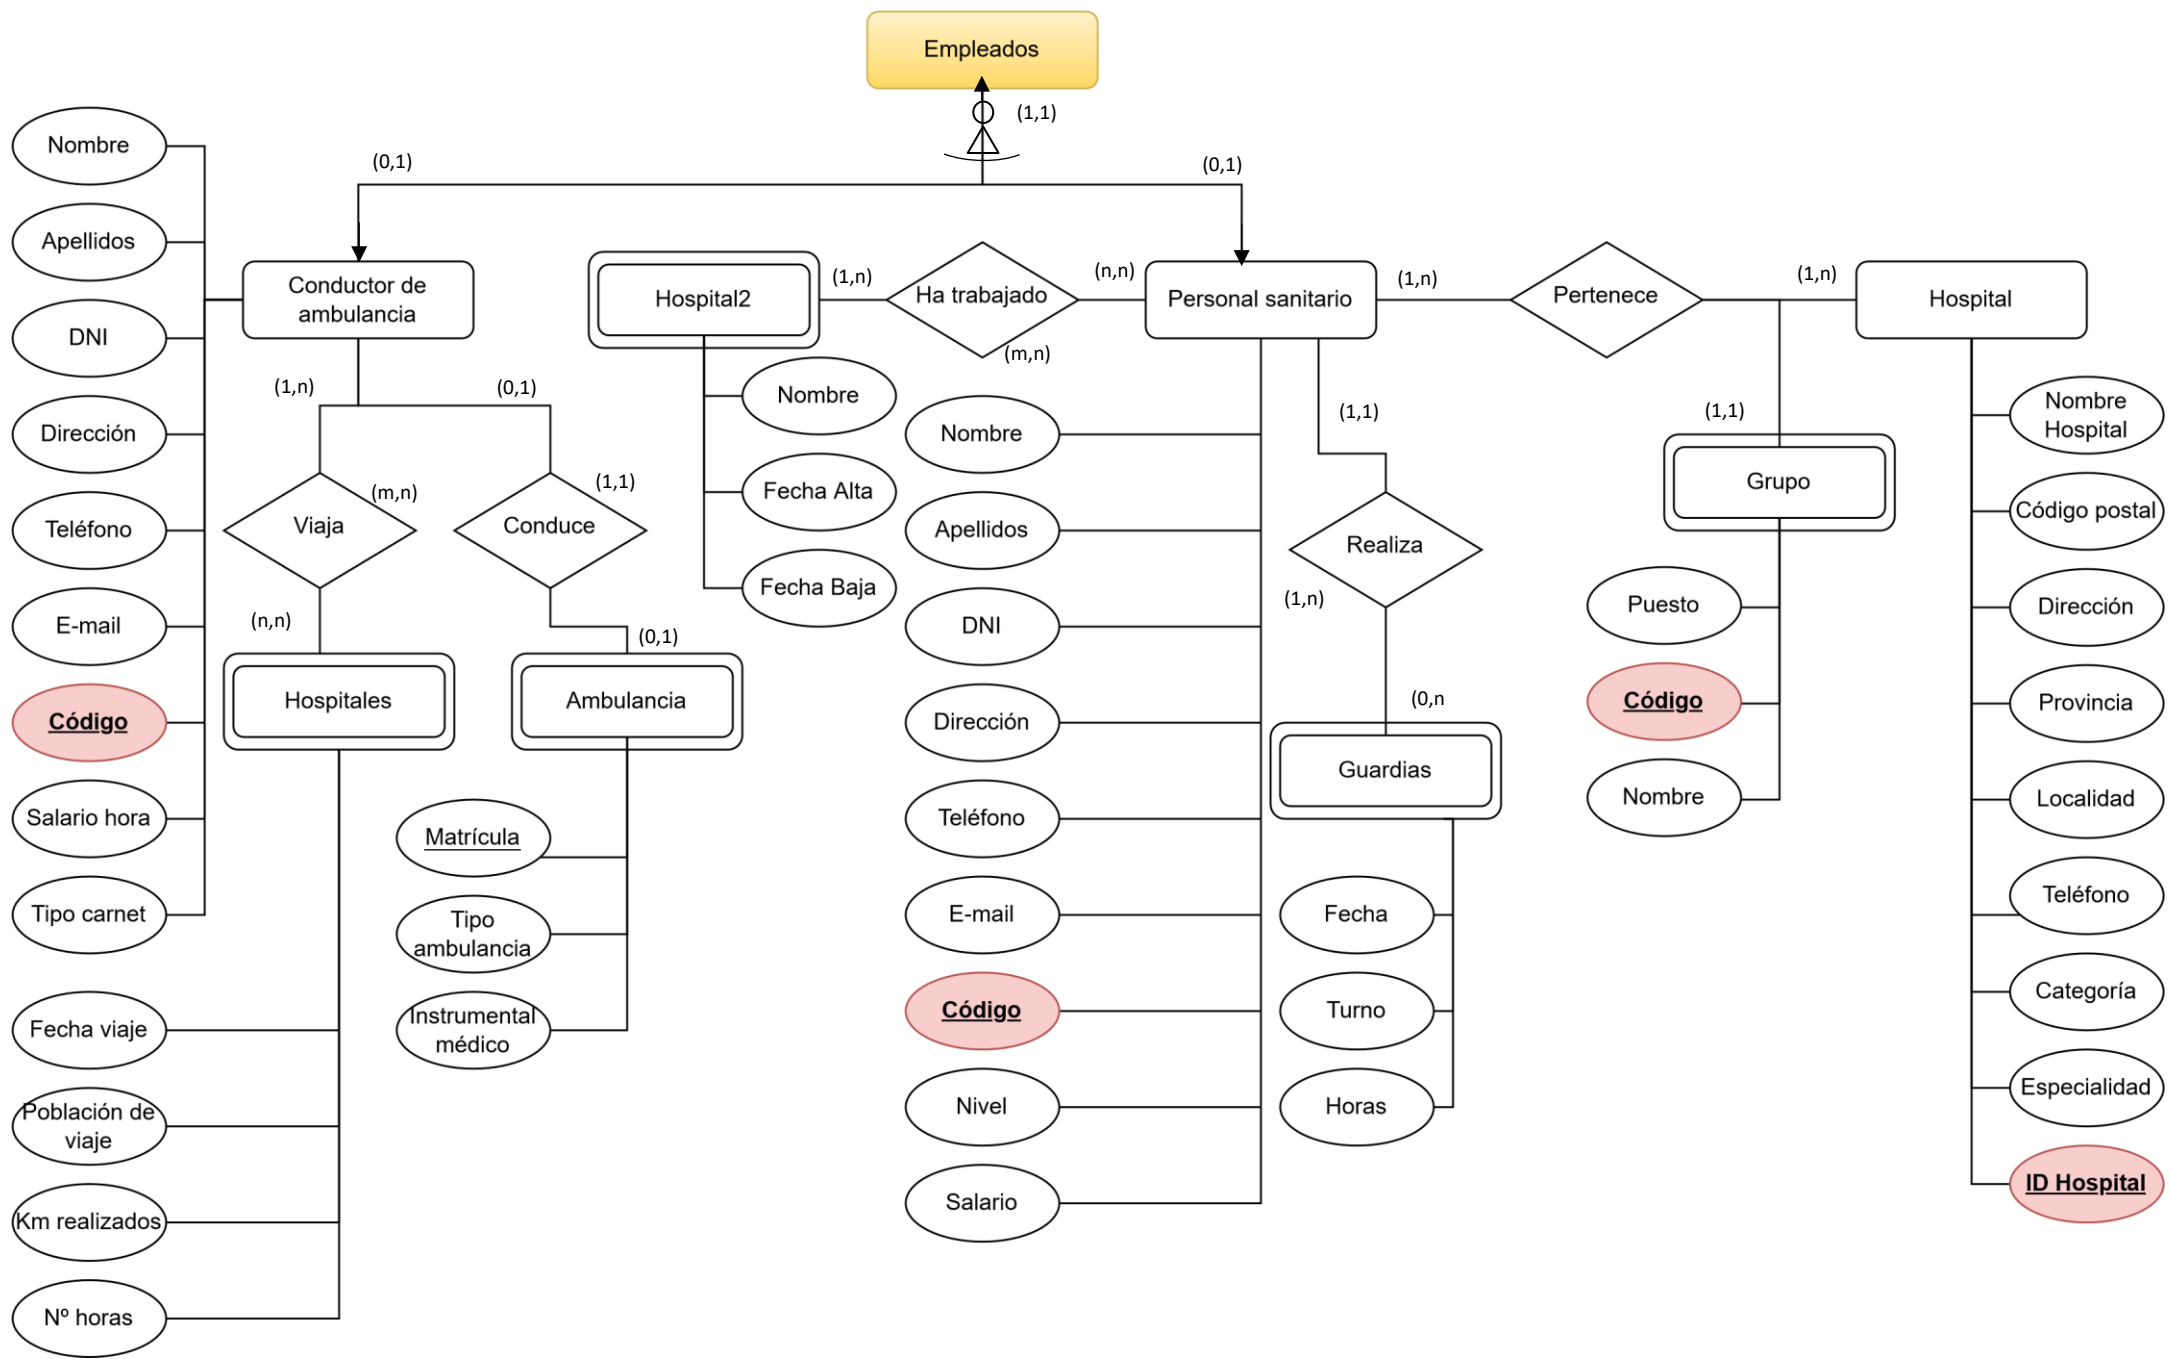 Empleados
(1,1)
(0,1)
(0,1)
Nombre
Apellidos
DNI
Dirección
Teléfono
E-mail
Código
Salario hora
Tipo carnet
Conductor de
ambulancia
(1,n)
(0,1)
Viaja
(m,n)
Conduce
(1,1)
(n,n)
(0,1)
Hospitales
Ambulancia
Fecha viaje
Población de
viaje
Km realizados
Nº horas
Matrícula
Tipo
ambulancia
Instrumental
médico
Hospital2
(1,n)
Ha trabajado
(n,n)
(m,n)
Nombre
Fecha Alta
Fecha Baja
Personal sanitario
(1,n)
Pertenece
(1,n)
Hospital
Nombre
Apellidos
DNI
Dirección
Teléfono
E-mail
Código
Nivel
Salario
(1,1)
Realiza
(1,n)
(0,n
Guardias
Fecha
Turno
Horas
(1,1)
Grupo
Puesto
Código
Nombre
Nombre
Hospital
Código postal
Dirección
Provincia
Localidad
Teléfono
Categoría
Especialidad
ID Hospital